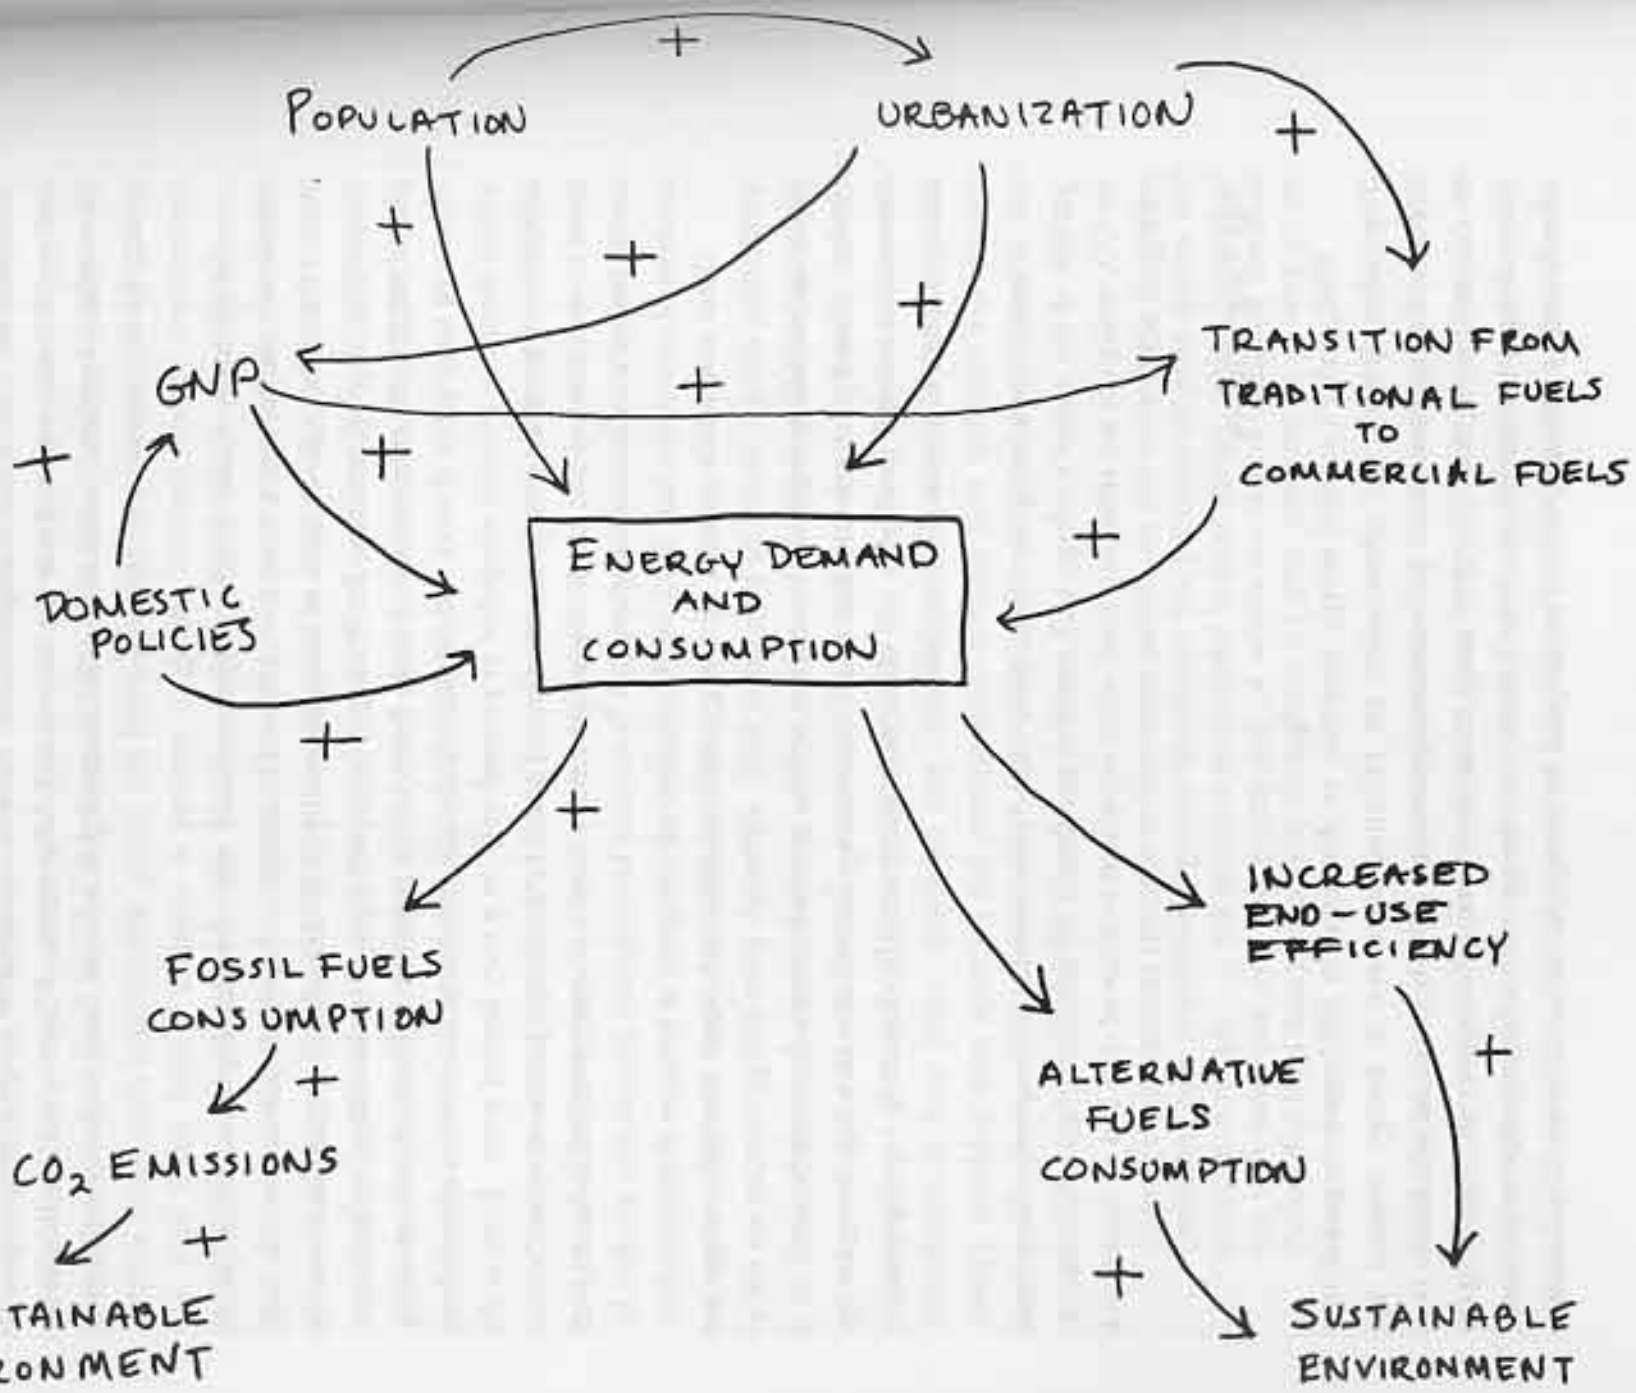 +
POPULATION
URBANIZATION
+
+
+
+
TRANSITION FROM
TRADITIONAL FUELS
TO
COMMERCIAL FUELS
GNP
+
+
+
+
DOMESTIC
POLICIES
ENERGY DEMAND
AND
CONSUMPTION
+
+
INCREASED
END-USE
EFFICIENCY
FOSSIL FUELS
CONSUMPTION
+
+
ALTERNATIVE
FUELS
CONSUMPTION
CO₂ EMISSIONS
+
+
TAINABLE
RONMENT
SUSTAINABLE
ENVIRONMENT